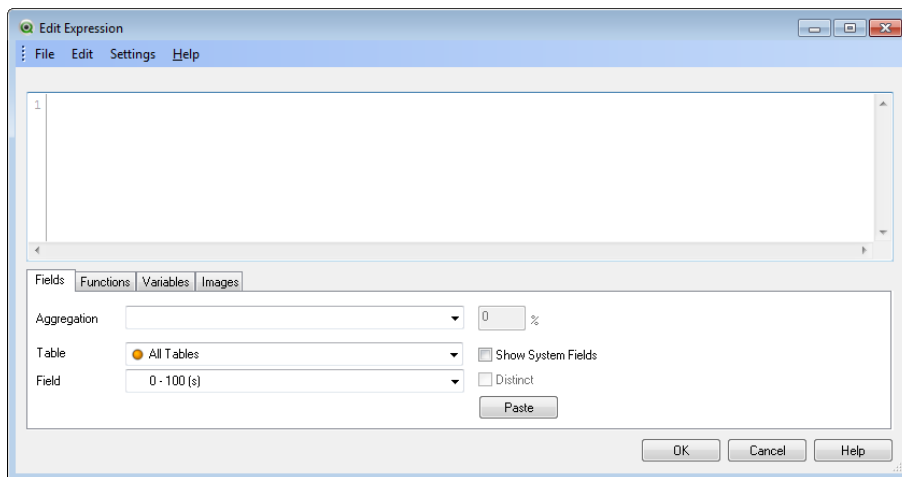 Edit Expression
File Edit Settings Help
1
Fields Functions Variables Images
Aggregation 0 %
Table All Tables Show System Fields
Field 0 - 100 (s) Distinct
Paste
OK Cancel Help